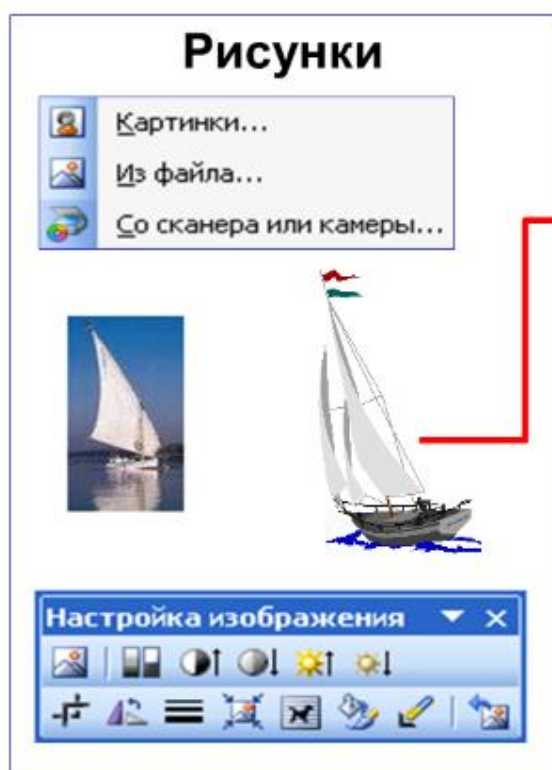 Рисунки
Картинки...
Из файла...
Со сканера или камеры...
Настройка изображения